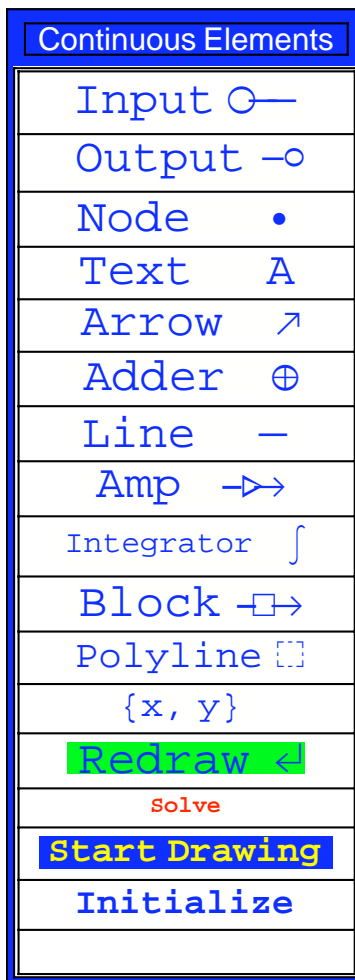 Continuous Elements
Input
Output
Node •
Text A
Arrow ↗
Adder ⊕
Line —
Amp
Integrator ∫
Block
Polyline
{x, y}
Redraw ↵
Solve
Start Drawing
Initialize